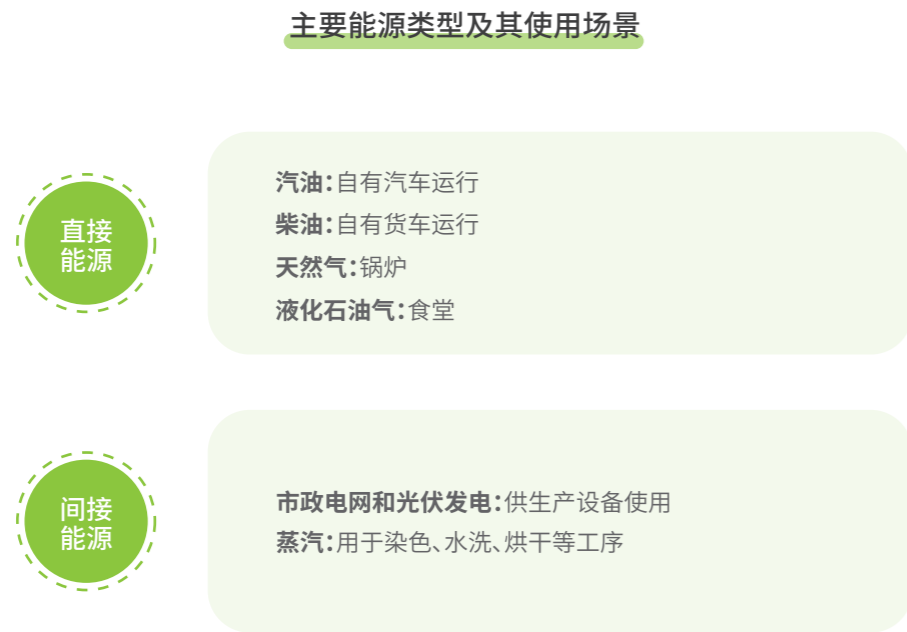 主要能源类型及其使用场景
直接
能源
汽油：自有汽车运行
柴油：自有货车运行
天然气：锅炉
液化石油气：食堂
间接
能源
市政电网和光伏发电：供生产设备使用
蒸汽：用于染色、水洗、烘干等工序